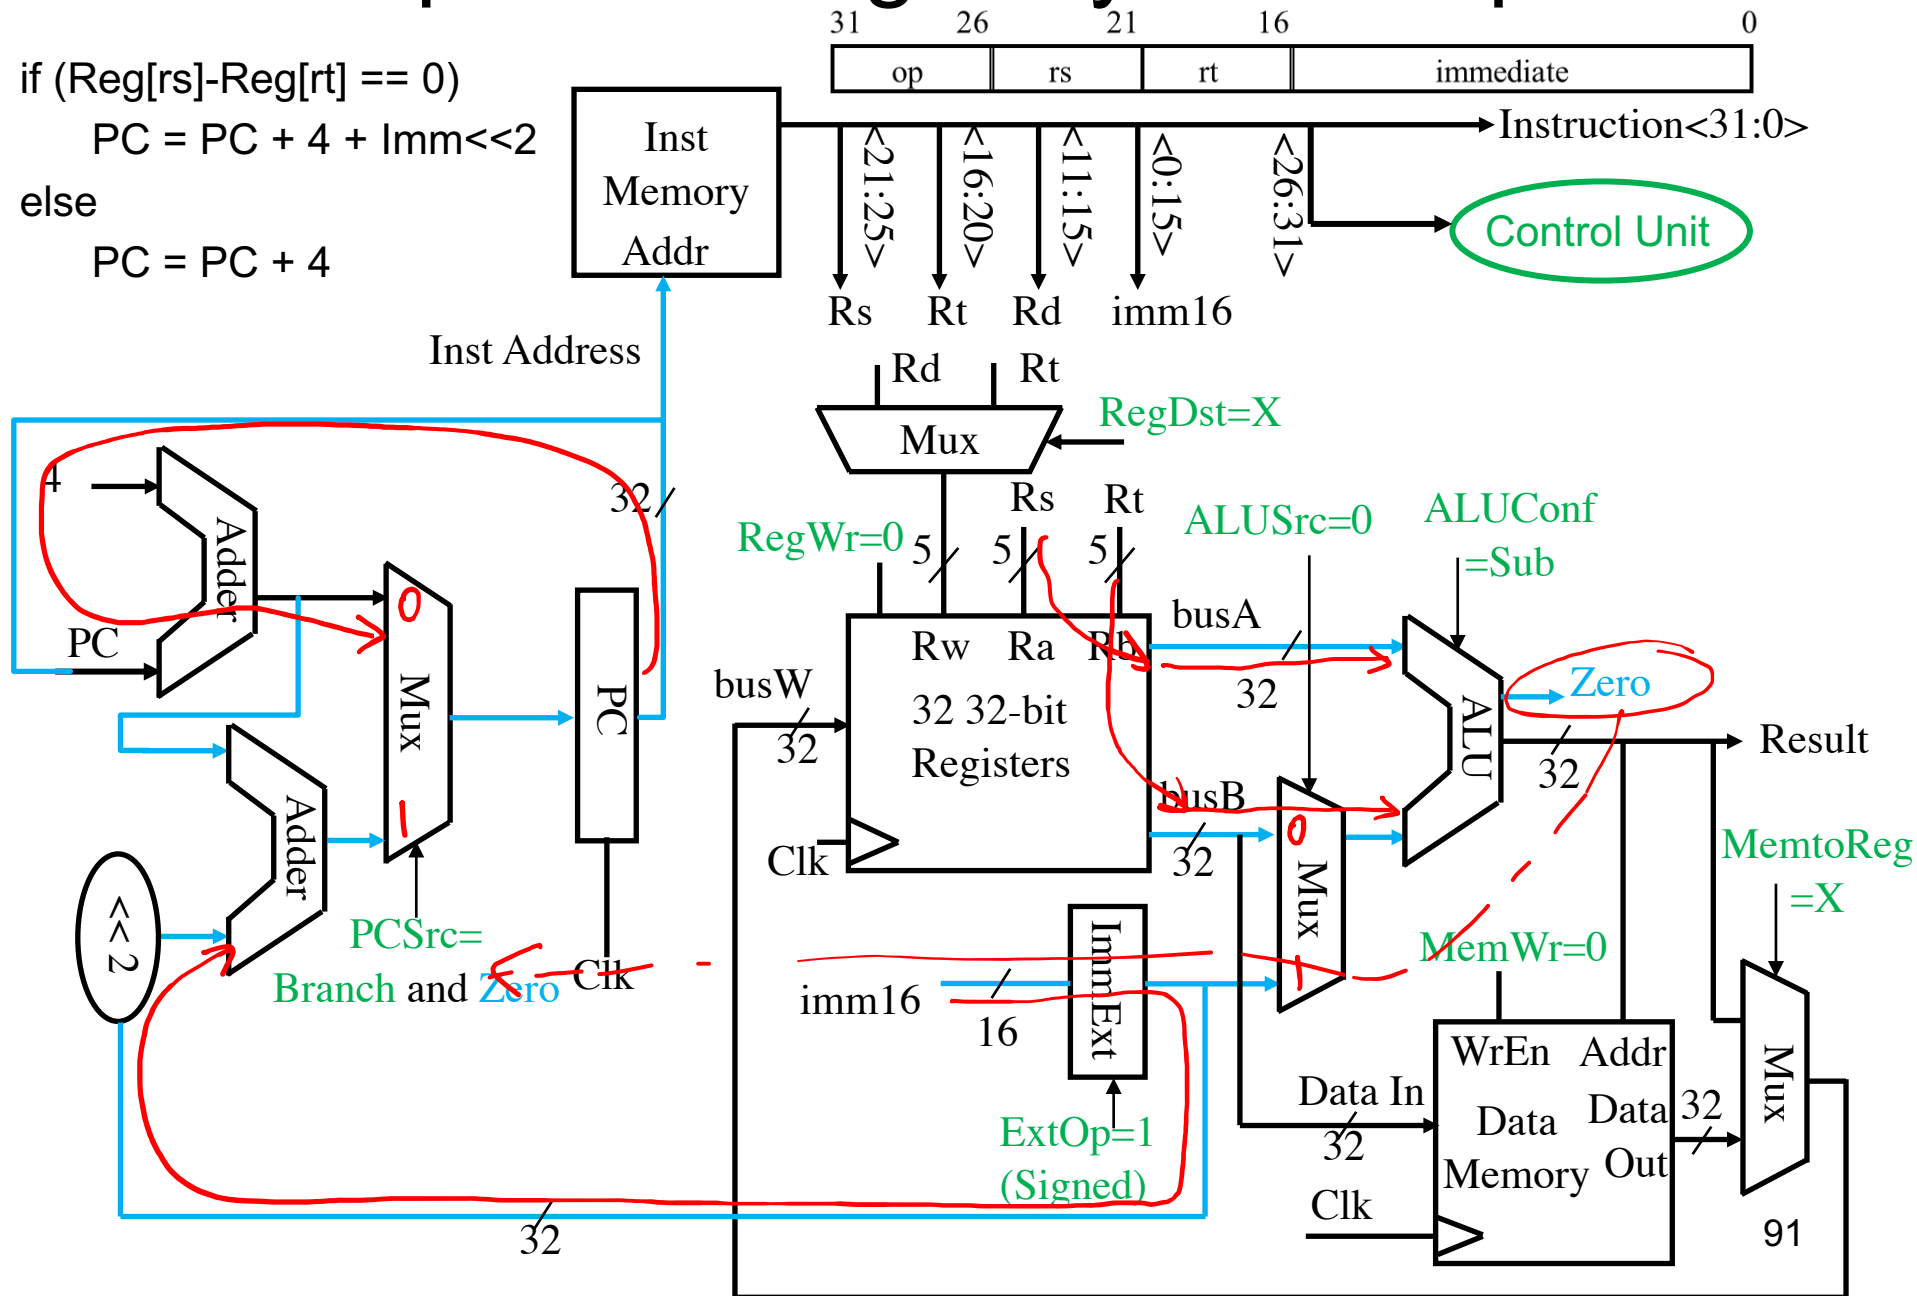 31 26 21 16 0
op rs rt immediate
if (Reg[rs]-Reg[rt] == 0)
PC = PC + 4 + Imm<<2
else
PC = PC + 4
Inst
Memory
Addr
Instruction<31:0>
<21:25>
<16:20>
<11:15>
<0:15>
<26:31>
Control Unit
Rs Rt Rd imm16
Inst Address
Rd Rt
Mux
RegDst=X
4
Adder
PC
32
Mux
0
1
PC
Adder
<<2
PCSrc=
Branch and Zero
Clk
32
RegWr=0
5
Rs
5
Rt
5
ALUSrc=0
ALUConf
=Sub
busA
32
Rw Ra Rb
busW
32
32 32-bit
Registers
Clk
busB
32
0
Mux
1
ALU
Zero
Result
32
MemtoReg
=X
imm16
16
ImmExt
ExtOp=1
(Signed)
MemWr=0
WrEn Addr
Data In
32
Data
Memory
Data
Out
32
Clk
Mux
91